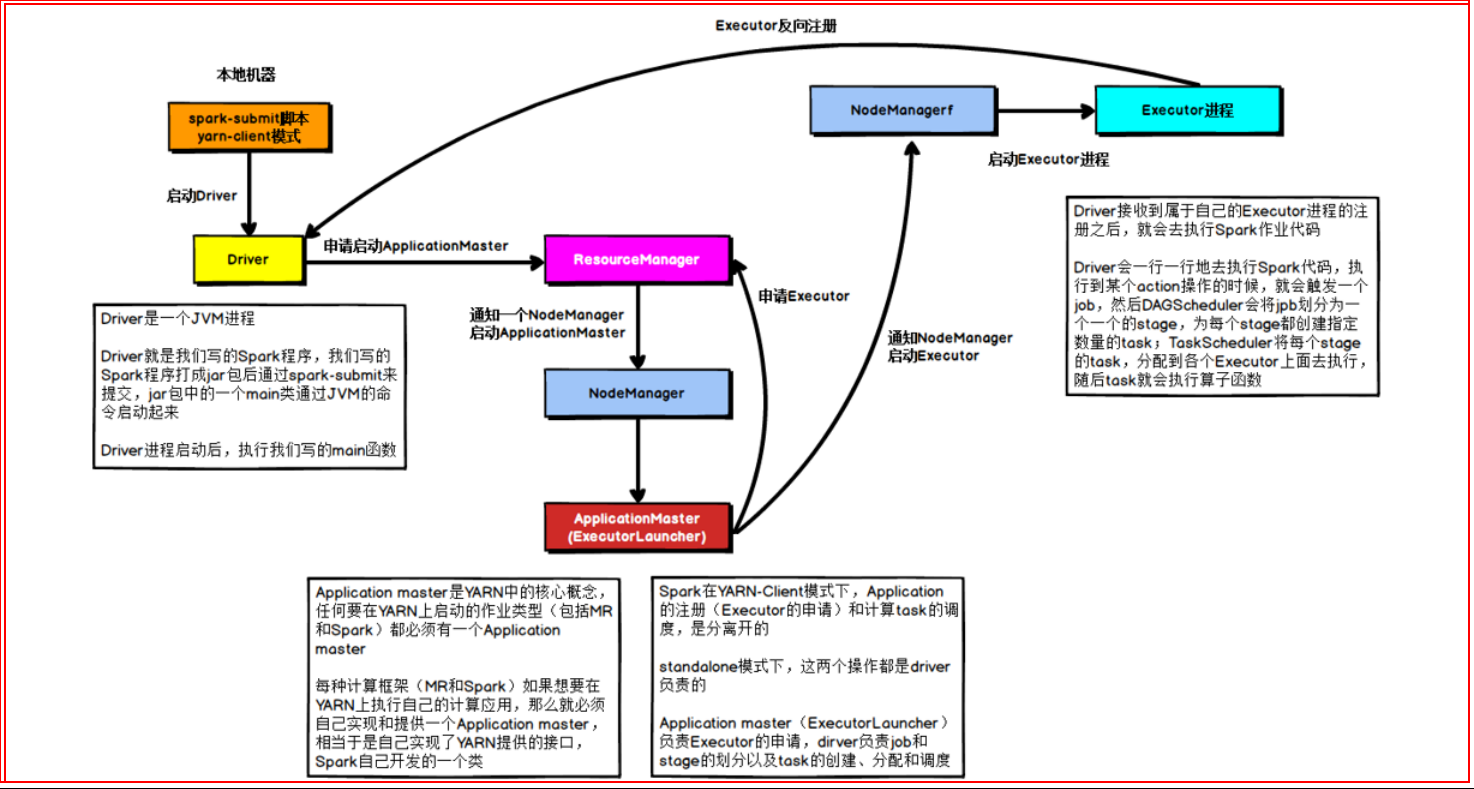 Executor反向注册
本地机器
spark-submit脚本
yarn-client模式
启动Driver
Driver
申请启动ApplicationMaster
ResourceManager
通知一个NodeManager
启动ApplicationMaster
NodeManager
ApplicationMaster
(ExecutorLauncher)
申请Executor
通知NodeManager
启动Executor
NodeManagerf
启动Executor进程
Executor进程
Driver是一个JVM进程
Driver就是我们写的Spark程序，我们写的
Spark程序打成jar包后通过spark-submit来
提交，jar包中的一个main类通过JVM的命
令启动起来
Driver进程启动后，执行我们写的main函数
Driver接收到属于自己的Executor进程的注
册之后，就会去执行Spark作业代码
Driver会一行一行地去执行Spark代码，执
行到某个action操作的时候，就会触发一个
job，然后DAGScheduler会将jpb划分为一
个一个的stage，为每个stage都创建指定
数量的task；TaskScheduler将每个stage
的task，分配到各个Executor上面去执行，
随后task就会执行算子函数
Application master是YARN中的核心概念，
任何要在YARN上启动的作业类型（包括MR
和Spark）都必须有一个Application
master
每种计算框架（MR和Spark）如果想要在
YARN上执行自己的计算应用，那么就必须
自己实现和提供一个Application master，
相当于是自己实现了YARN提供的接口，
Spark自己开发的一个类
Spark在YARN-Client模式下，Application
的注册（Executor的申请）和计算task的调
度，是分离开的
standalone模式下，这两个操作都是driver
负责的
Application master（ExecutorLauncher）
负责Executor的申请，dirver负责job和
stage的划分以及task的创建、分配和调度